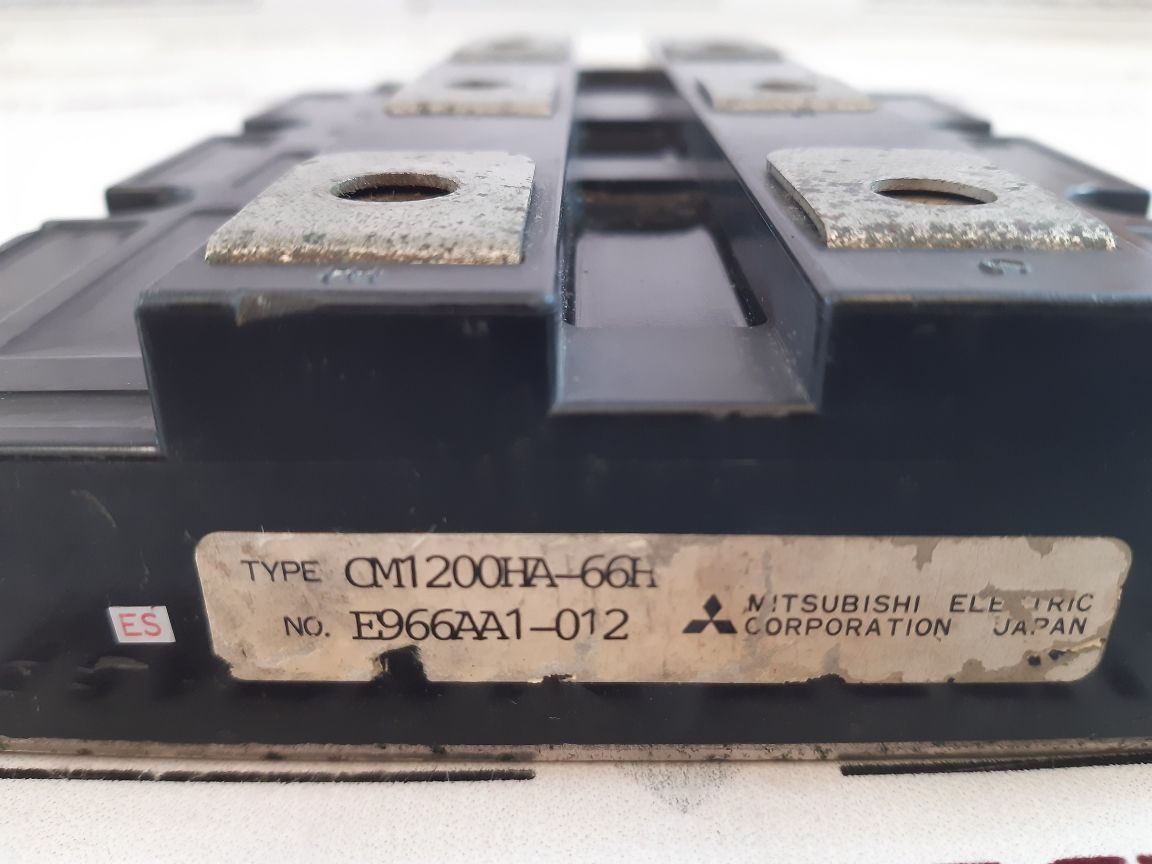 TYPE CM1200HA-66H
NO. E966AA1-012
ES
MITSUBISHI ELECTRIC
CORPORATION JAPAN